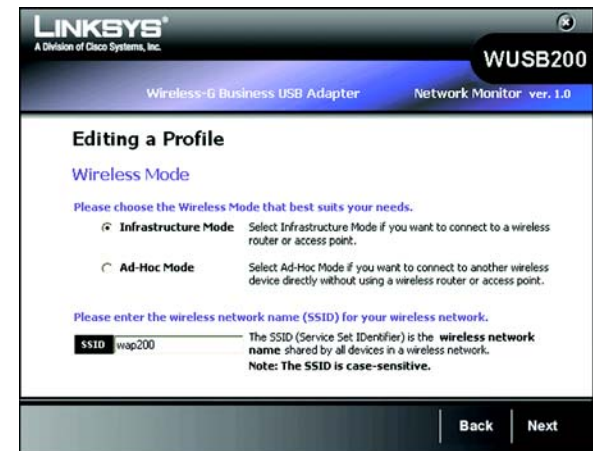 LINKSYS®
A Division of Cisco Systems, Inc.
WUSB200
Wireless-G Business USB Adapter
Network Monitor ver. 1.0
Editing a Profile
Wireless Mode
Please choose the Wireless Mode that best suits your needs.
Infrastructure Mode
Select Infrastructure Mode if you want to connect to a wireless
router or access point.
Ad-Hoc Mode
Select Ad-Hoc Mode if you want to connect to another wireless
device directly without using a wireless router or access point.
Please enter the wireless network name (SSID) for your wireless network.
SSID wap200
The SSID (Service Set IDentifier) is the wireless network
name shared by all devices in a wireless network.
Note: The SSID is case-sensitive.
Back
Next